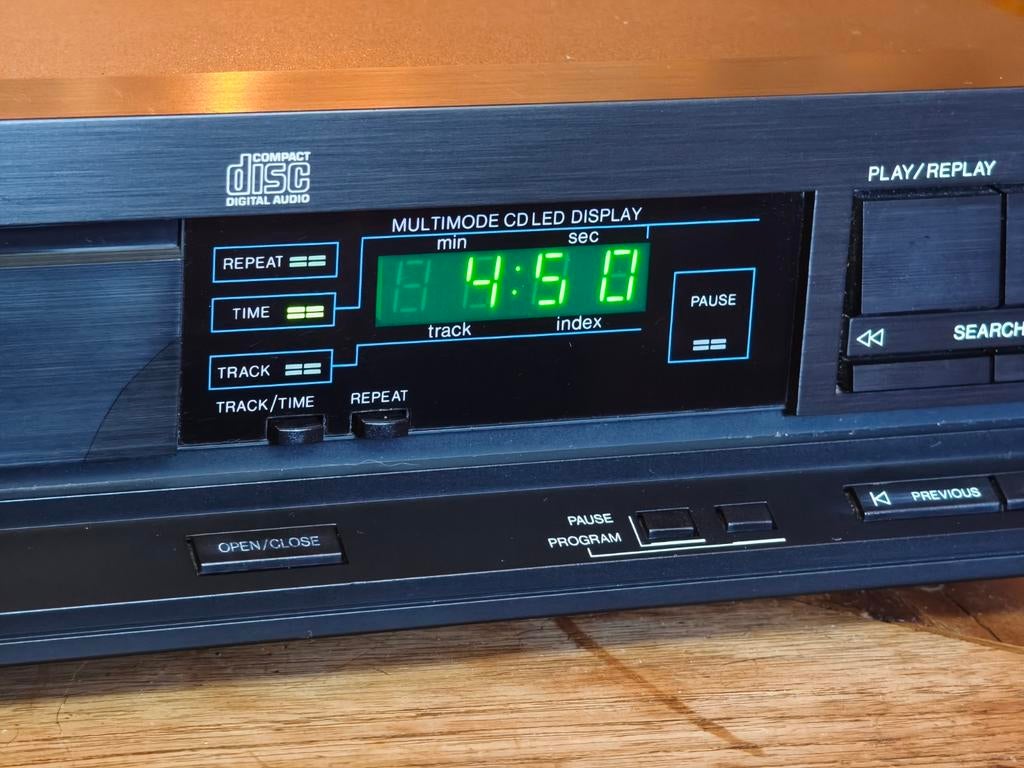 COMPACT
disc
DIGITAL AUDIO
PLAY/REPLAY
MULTIMODE CD LED DISPLAY
min sec
REPEAT
TIME
4:50
PAUSE
track index
TRACK
SEARCH
TRACK/TIME REPEAT
PAUSE
PROGRAM
PREVIOUS
OPEN/CLOSE